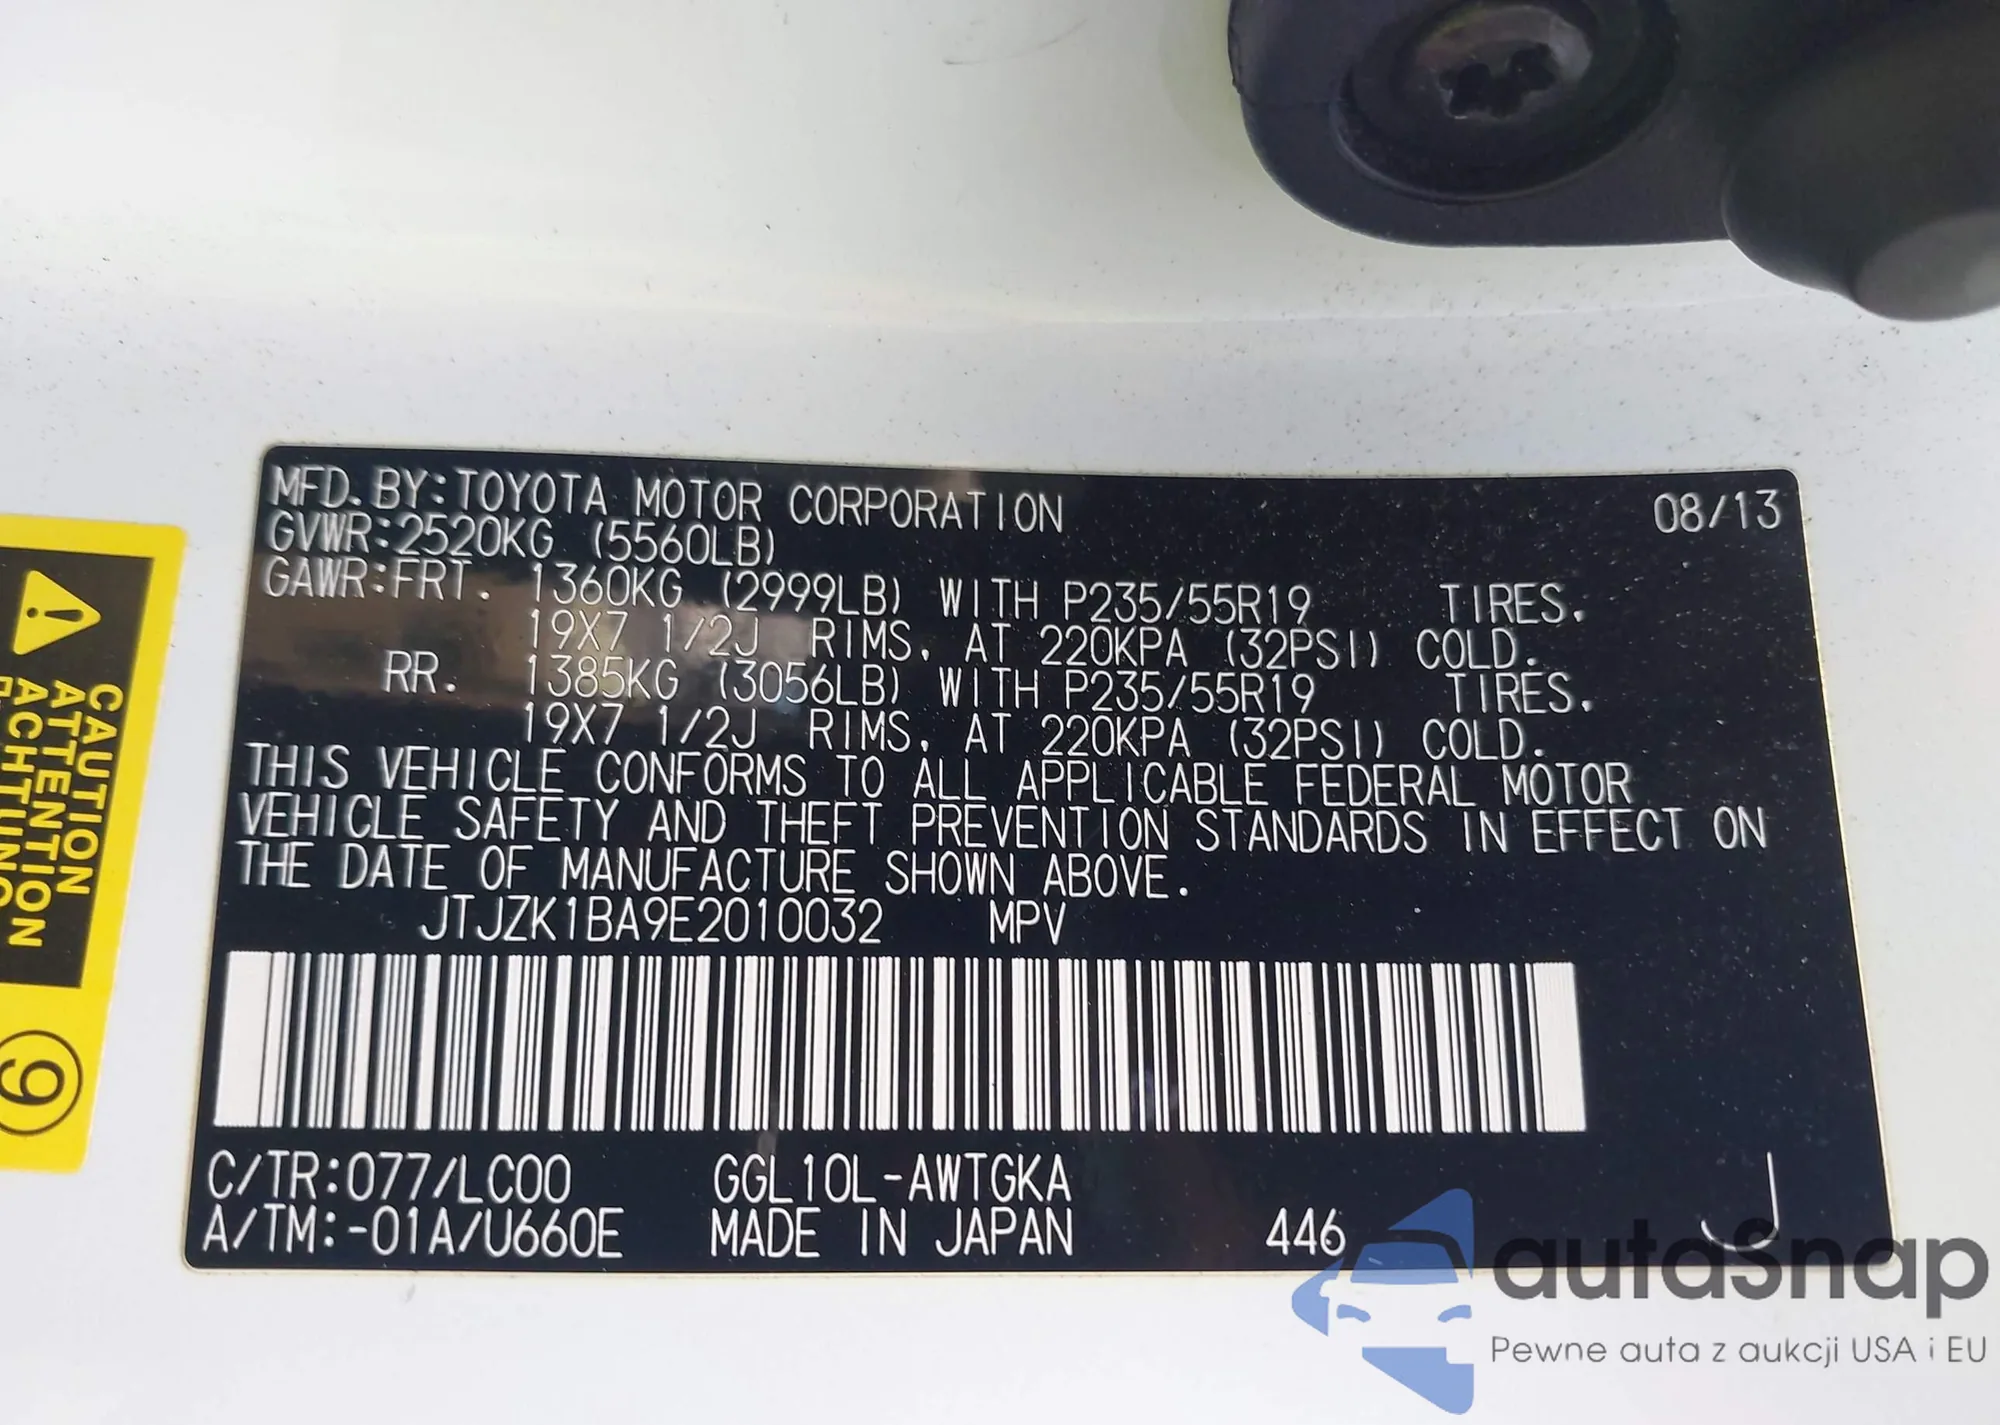 MFD. BY: TOYOTA MOTOR CORPORATION 08/13
GVWR: 2520KG (5560LB)
GAWR: FRT. 1360KG (2999LB) WITH P235/55R19 TIRES.
19X7 1/2J RIMS. AT 220KPA (32PSI) COLD.
RR. 1385KG (3056LB) WITH P235/55R19 TIRES.
19X7 1/2J RIMS. AT 220KPA (32PSI) COLD.
THIS VEHICLE CONFORMS TO ALL APPLICABLE FEDERAL MOTOR
VEHICLE SAFETY AND THEFT PREVENTION STANDARDS IN EFFECT ON
THE DATE OF MANUFACTURE SHOWN ABOVE.
JTJZK1BA9E2010032 MPV
C/TR: 077/LC00 GGL10L-AWTGKA
A/TM: -01A/U660E MADE IN JAPAN 446 J
CAUTION
ATTENTION
ACHTUNG
9
autoSnap
Pewne auta z aukcji USA i EU